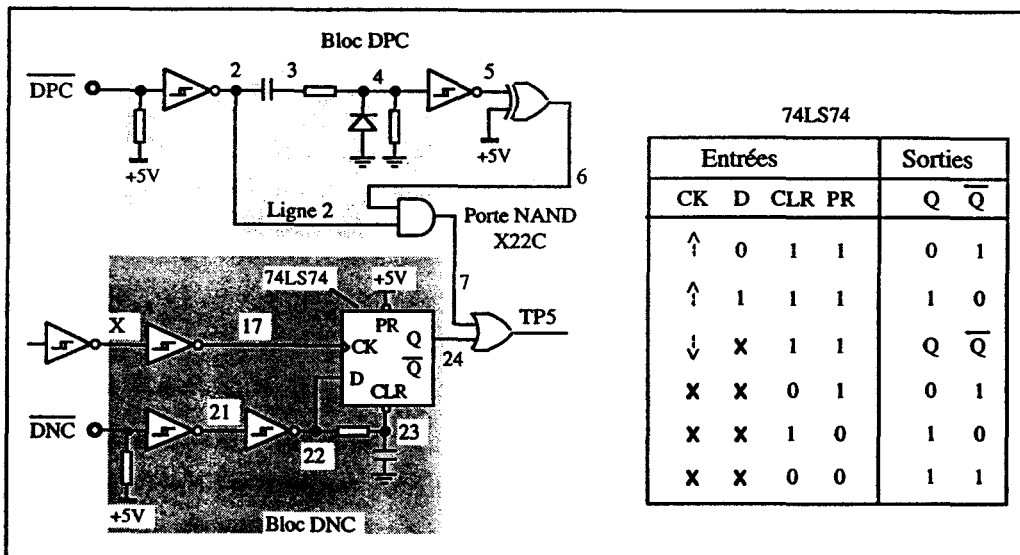 Bloc DPC
DPC
2
3
4
5
+5V
+5V
6
Ligne 2
Porte NAND
X22C
7
74LS74
+5V
PR
X
17
CK
Q
Q
D
CLR
24
TP5
DNC
21
22
23
+5V
Bloc DNC
74LS74
Entrées Sorties
CK D CLR PR Q Q
↑ 0 1 1 0 1
↑ 1 1 1 1 0
↓ X 1 1 Q Q
X X 0 1 0 1
X X 1 0 1 0
X X 0 0 1 1